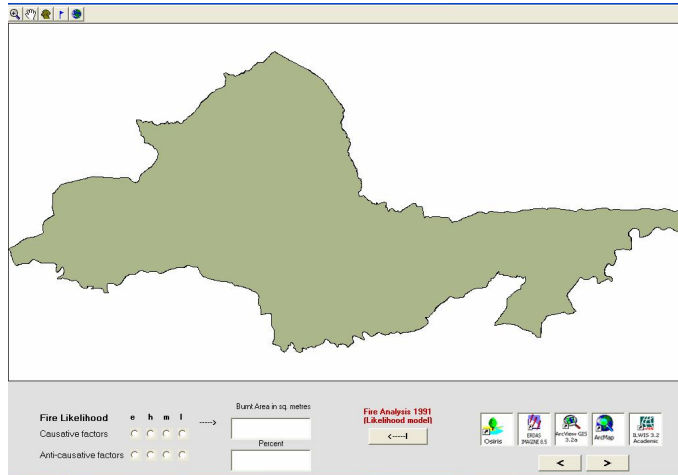 Burnt Area in sq. metres
Fire Likelihood e h m l ---->
Causative factors
Anti-causative factors
Percent
Fire Analysis 1991
(Likelihood model)
<----I
Osiris
ERDAS
IMAGINE 8.5
ArcView GIS
3.2a
ArcMap
ILWIS 3.2
Academic
< >